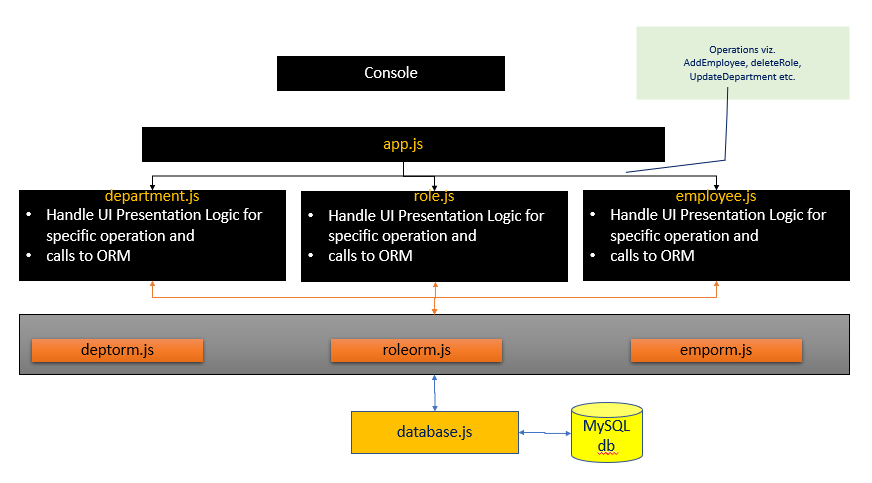 Operations viz.
AddEmployee, deleteRole,
UpdateDepartment etc.
Console
app.js
department.js
• Handle UI Presentation Logic for
specific operation and
• calls to ORM
role.js
• Handle UI Presentation Logic for
specific operation and
• calls to ORM
employee.js
• Handle UI Presentation Logic for
specific operation and
• calls to ORM
deptorm.js
roleorm.js
emporm.js
database.js
MySQL
db